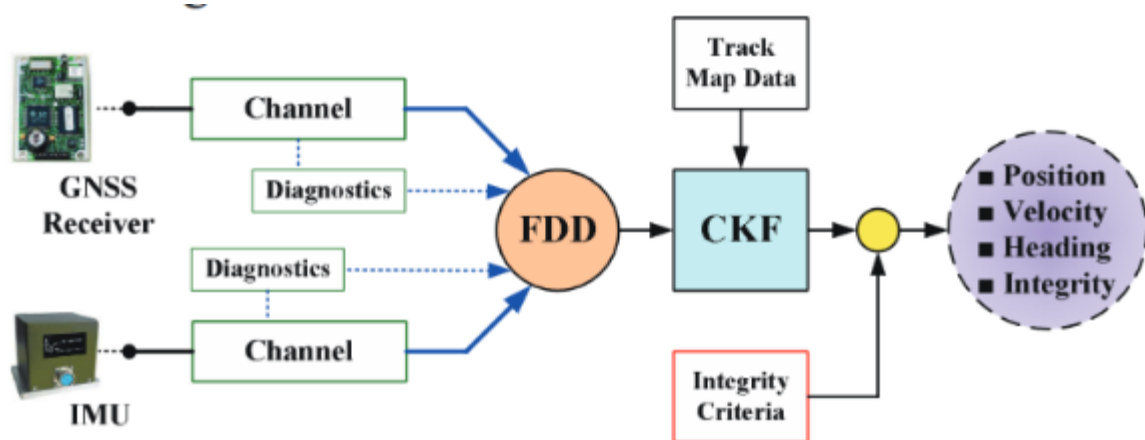 Channel
GNSS
Receiver
Diagnostics
Diagnostics
Channel
IMU
FDD
Track
Map Data
CKF
Integrity
Criteria
■ Position
■ Velocity
■ Heading
■ Integrity